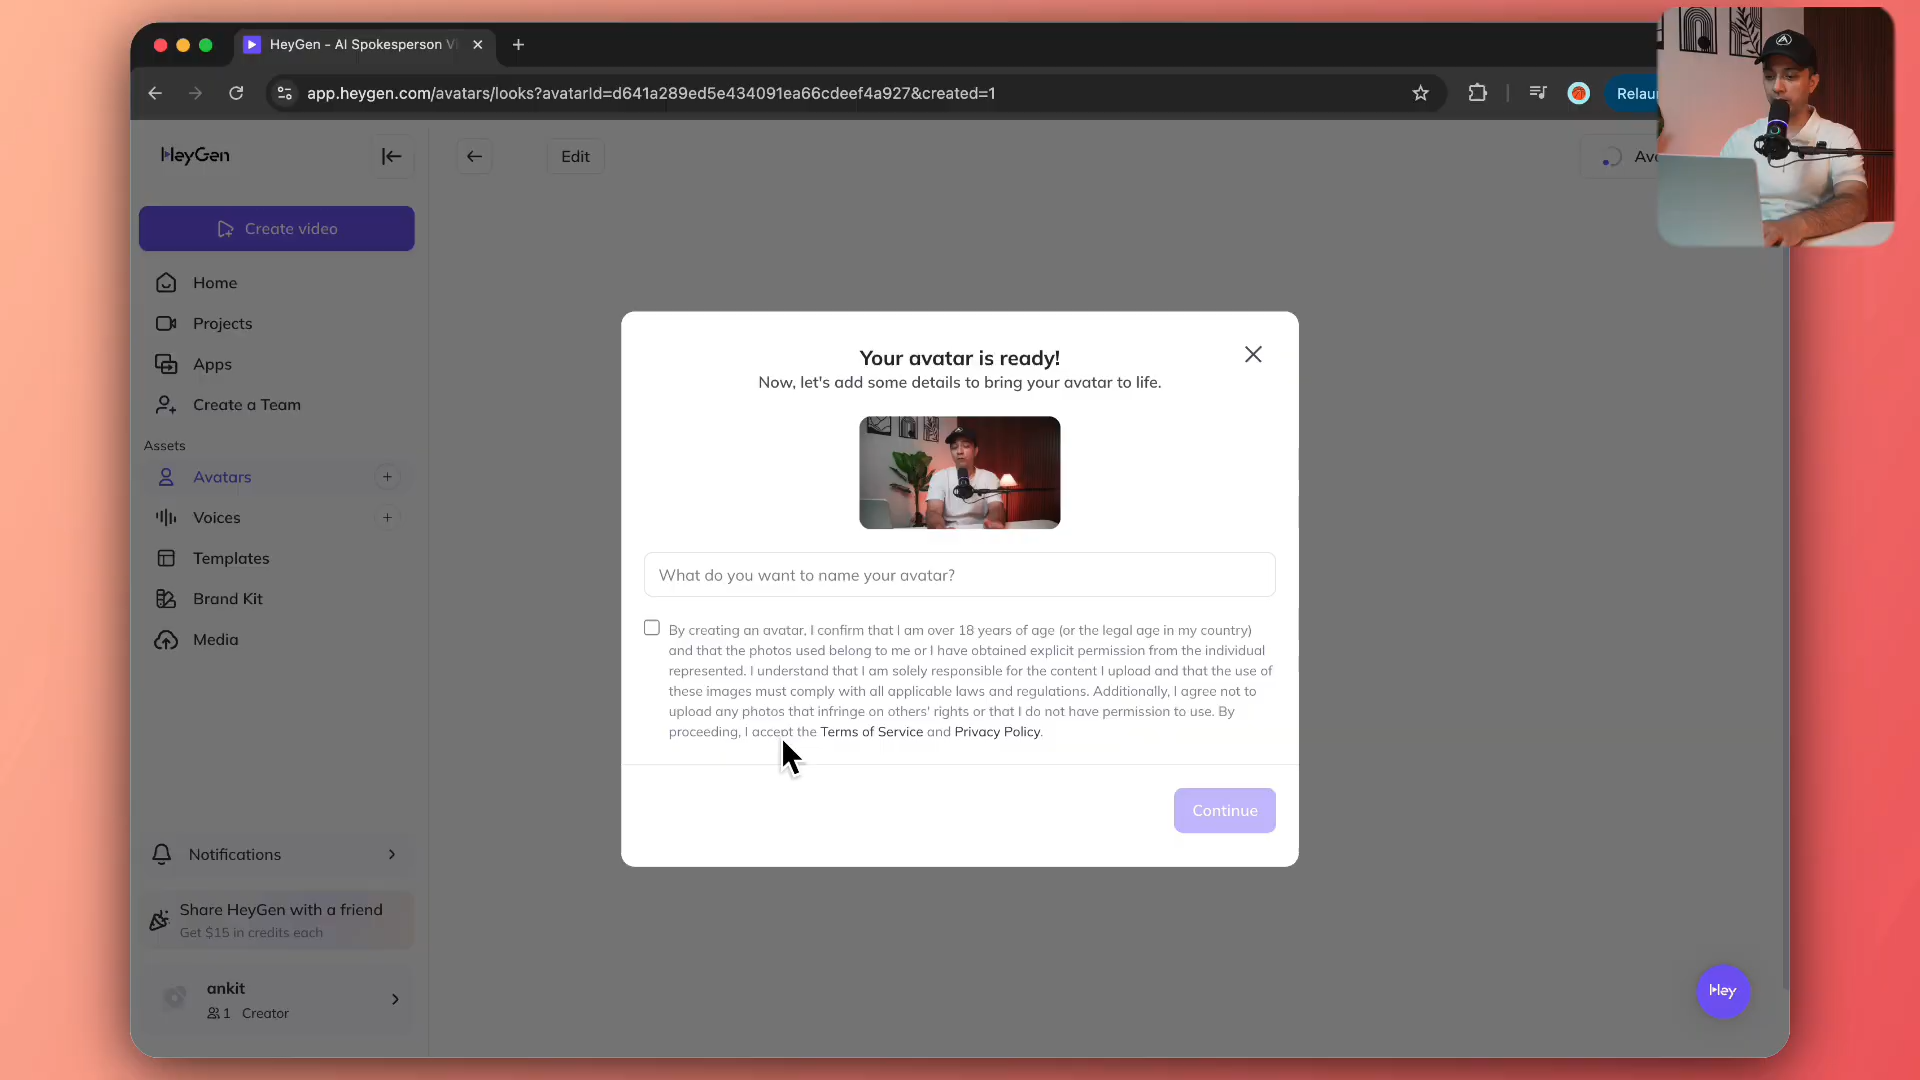 HeyGen - AI Spokesperson Vi
app.heygen.com/avatars/looks?avatarId=d641a289ed5e434091ea66cdeef4a927&created=1
Relau
HeyGen
Edit
Ava
Create video
Home
Projects
Apps
Create a Team
Assets
Avatars
Voices
Templates
Brand Kit
Media
Your avatar is ready!
Now, let's add some details to bring your avatar to life.
What do you want to name your avatar?
By creating an avatar, I confirm that I am over 18 years of age (or the legal age in my country)
and that the photos used belong to me or I have obtained explicit permission from the individual
represented. I understand that I am solely responsible for the content I upload and that the use of
these images must comply with all applicable laws and regulations. Additionally, I agree not to
upload any photos that infringe on others' rights or that I do not have permission to use. By
proceeding, I accept the Terms of Service and Privacy Policy.
Continue
Notifications
Share HeyGen with a friend
Get $15 in credits each
ankit
1 Creator
Hey